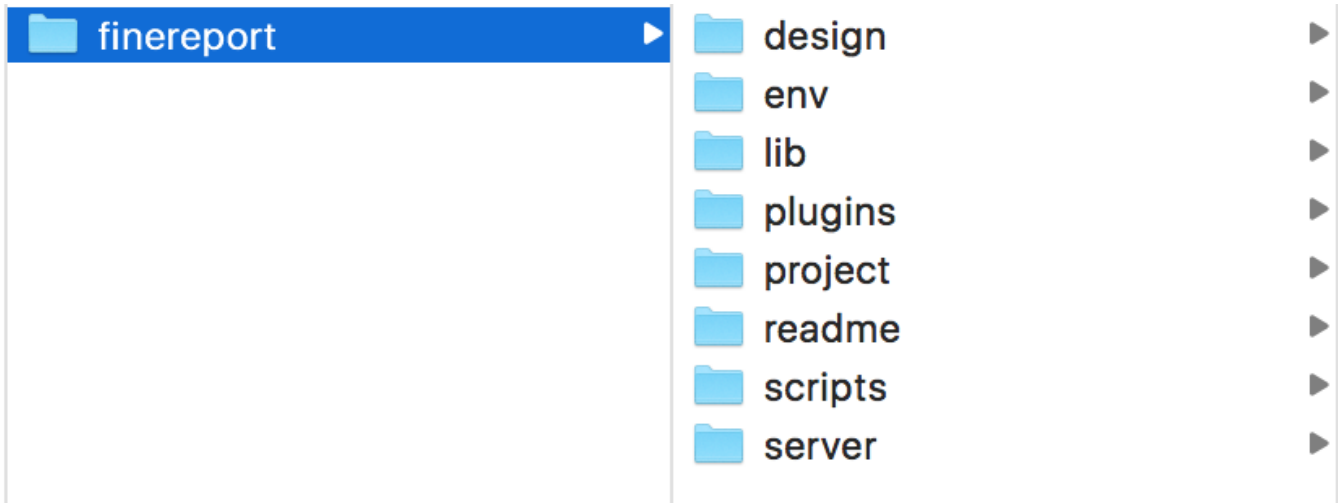 finereport
design
env
lib
plugins
project
readme
scripts
server